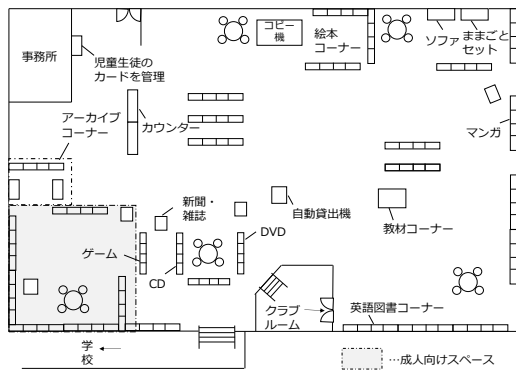 事務所
児童生徒の
カードを管理
コピー
機
絵本
コーナー
ソファ
ままごと
セット
アーカイブ
コーナー
カウンター
マンガ
新聞・
雑誌
自動貸出機
教材コーナー
ゲーム
DVD
CD
クラブ
ルーム
英語図書コーナー
学
校
…成人向けスペース